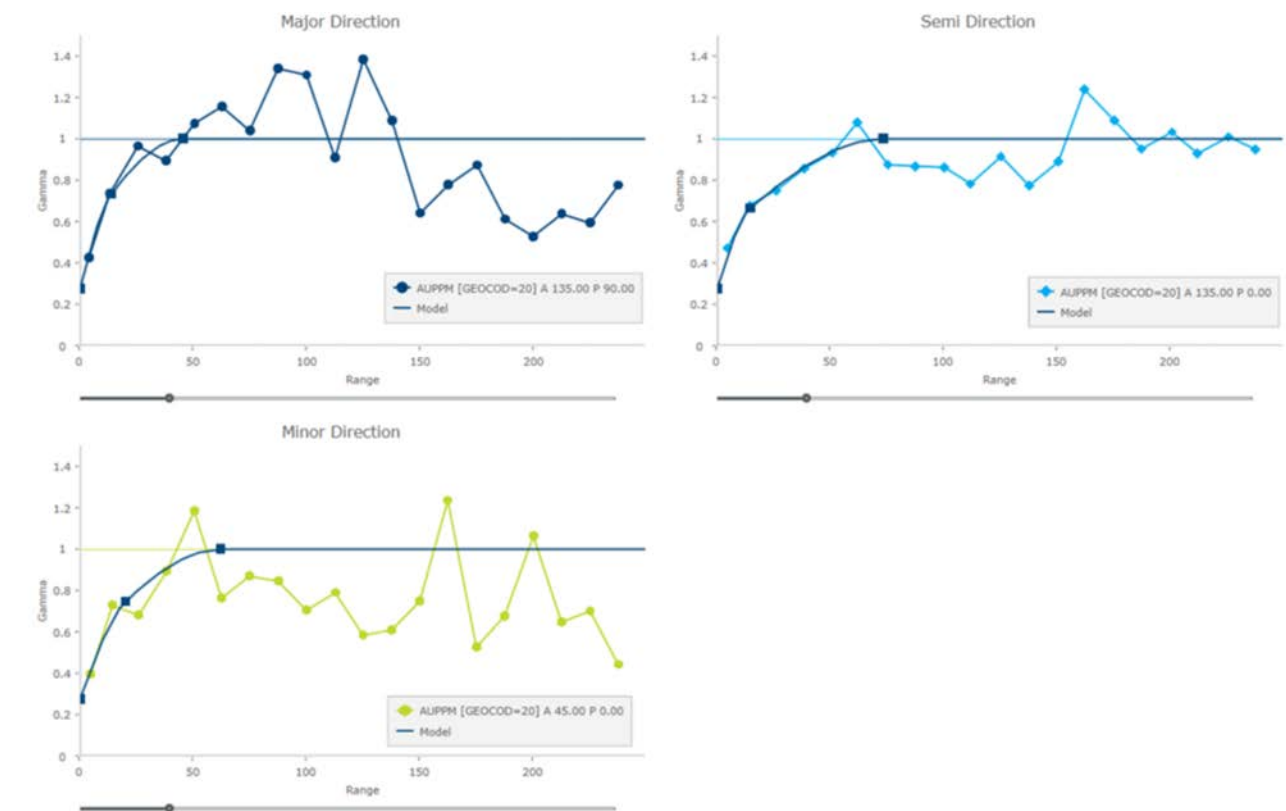 Major Direction
1.4
1.2
1
0.8
0.6
0.4
0.2
0
Gamma
AUPPM [GEOCOD=20] A 135.00 P 90.00
Model
0 50 100 150 200
Range
Semi Direction
1.4
1.2
1
0.8
0.6
0.4
0.2
0
Gamma
AUPPM [GEOCOD=20] A 135.00 P 0.00
Model
0 50 100 150 200
Range
Minor Direction
1.4
1.2
1
0.8
0.6
0.4
0.2
0
Gamma
AUPPM [GEOCOD=20] A 45.00 P 0.00
Model
0 50 100 150 200
Range